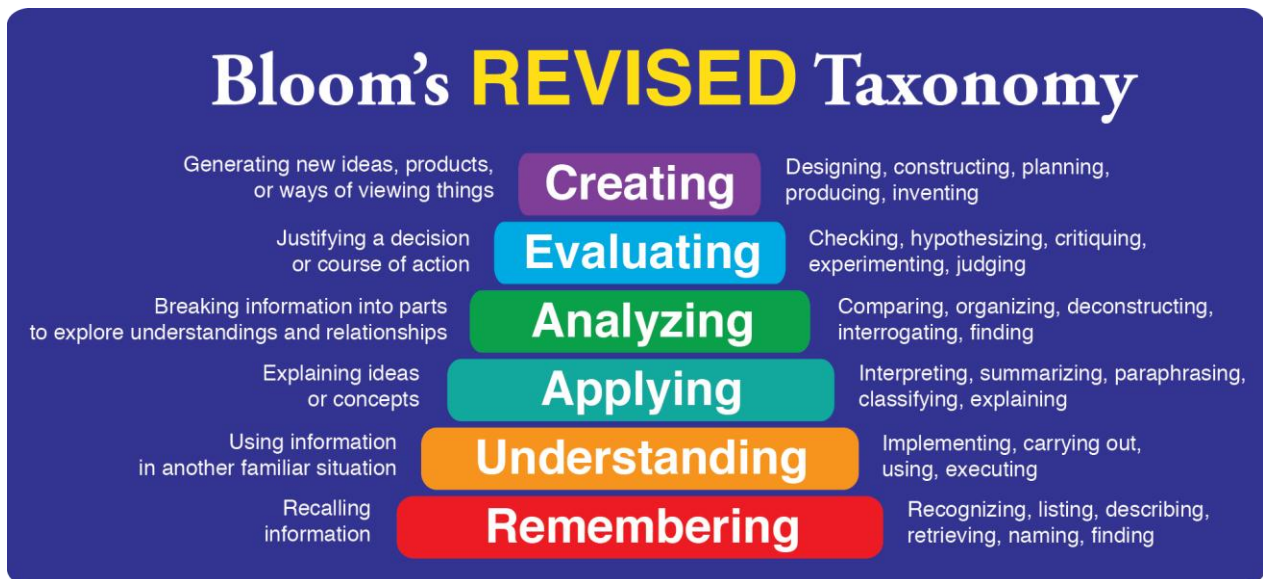 Bloom's REVISED Taxonomy
Generating new ideas, products,
or ways of viewing things
Creating
Designing, constructing, planning,
producing, inventing
Justifying a decision
or course of action
Evaluating
Checking, hypothesizing, critiquing,
experimenting, judging
Breaking information into parts
to explore understandings and relationships
Analyzing
Comparing, organizing, deconstructing,
interrogating, finding
Explaining ideas
or concepts
Applying
Interpreting, summarizing, paraphrasing,
classifying, explaining
Using information
in another familiar situation
Understanding
Implementing, carrying out,
using, executing
Recalling
information
Remembering
Recognizing, listing, describing,
retrieving, naming, finding